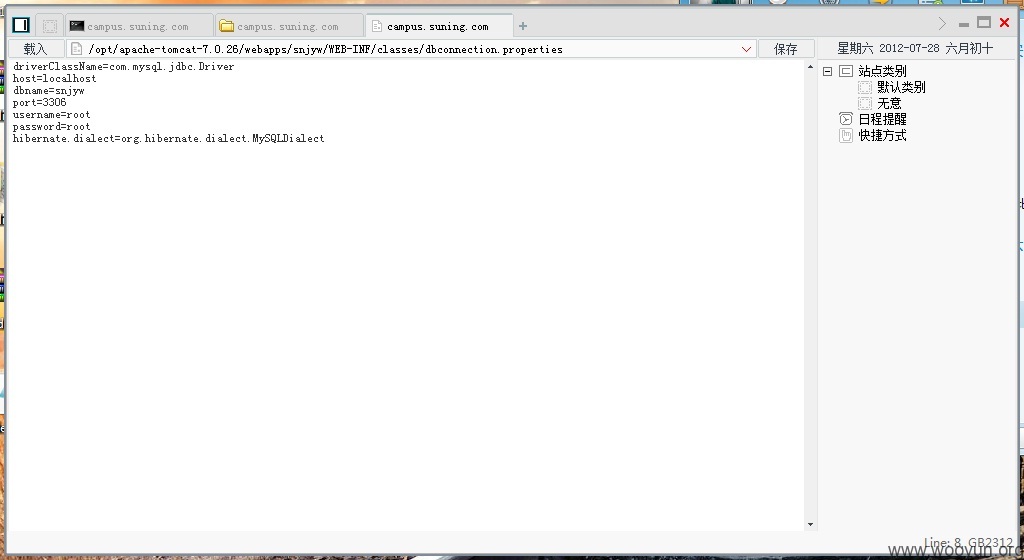 campus.suning.com
campus.suning.com
campus.suning.com
载入
/opt/apache-tomcat-7.0.26/webapps/snjyw/WEB-INF/classes/dbconnection.properties
保存
星期六 2012-07-28 六月初十
driverClassName=com.mysql.jdbc.Driver
host=localhost
dbname=snjyw
port=3306
username=root
password=root
hibernate.dialect=org.hibernate.dialect.MySQLDialect
站点类别
默认类别
无意
日程提醒
快捷方式
Line: 8, GB2312
www.wooyun.org